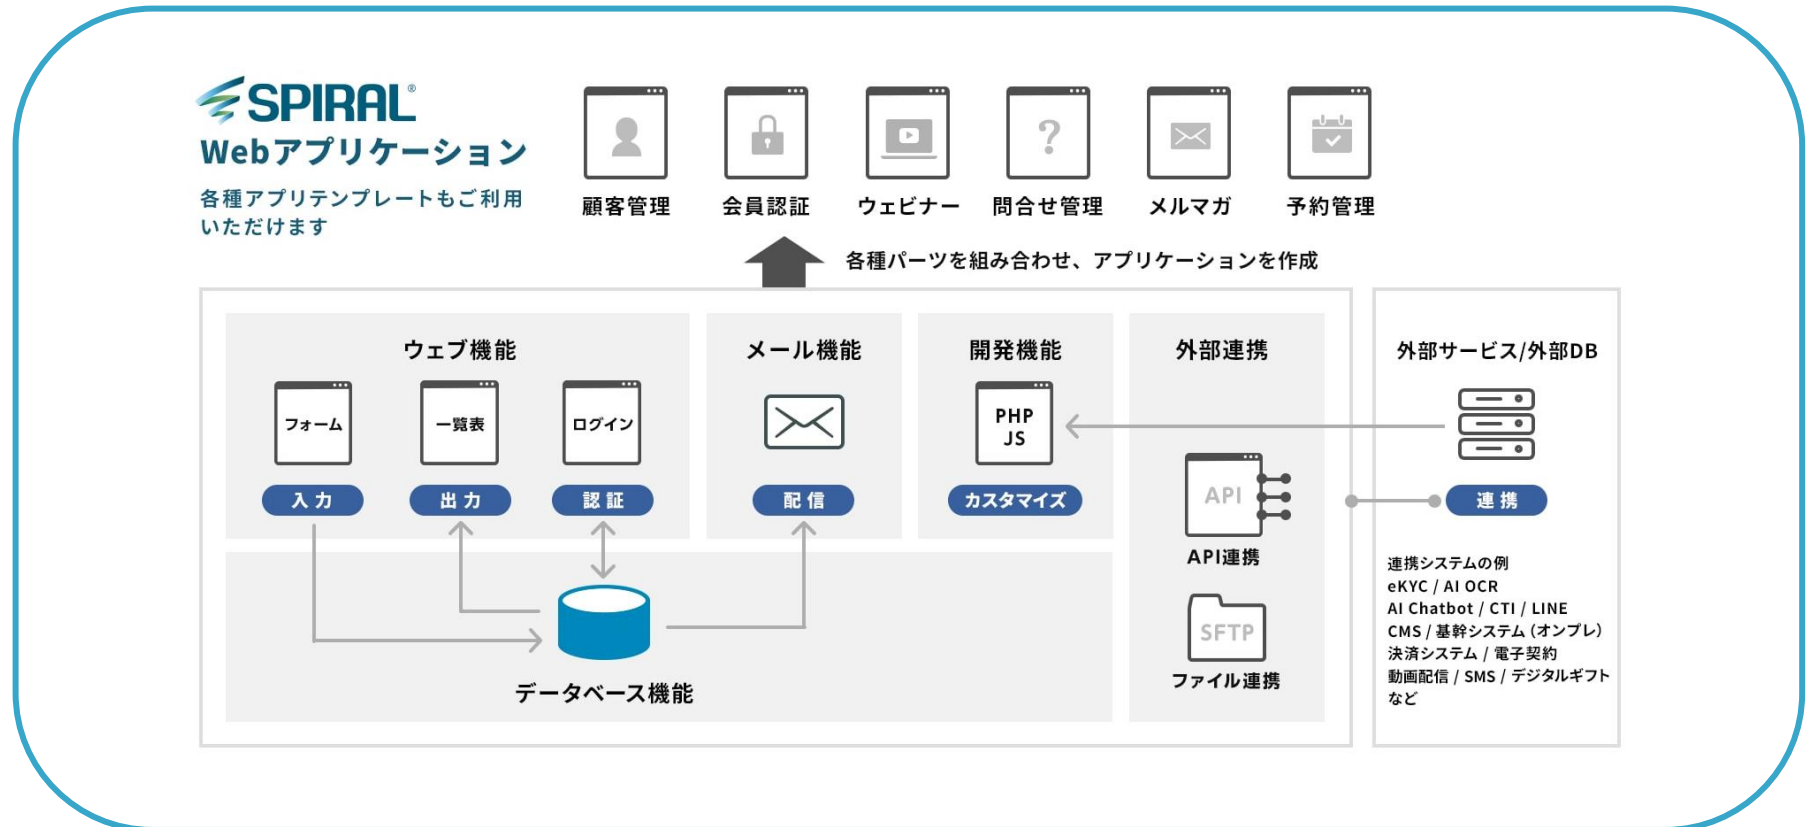 SPIRAL®
Webアプリケーション
各種アプリテンプレートもご利用
いただけます
顧客管理
会員認証
ウェビナー
問合せ管理
メルマガ
予約管理
各種パーツを組み合わせ、アプリケーションを作成
ウェブ機能
フォーム
一覧表
ログイン
入力
出力
認証
メール機能
配信
開発機能
PHP
JS
カスタマイズ
データベース機能
外部連携
API
API連携
SFTP
ファイル連携
外部サービス/外部DB
連携
連携システムの例
eKYC / AI OCR
AI Chatbot / CTI / LINE
CMS / 基幹システム（オンプレ）
決済システム / 電子契約
動画配信 / SMS / デジタルギフト
など